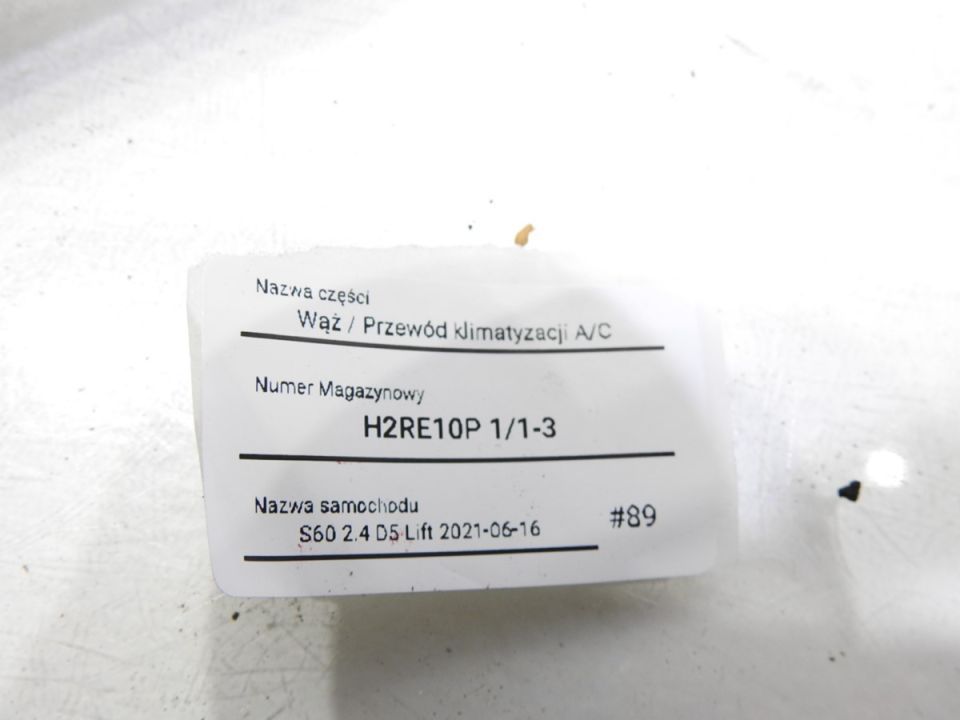 Nazwa części
Wąż / Przewód klimatyzacji A/C
Numer Magazynowy
H2RE10P 1/1-3
Nazwa samochodu
S60 2.4 D5 Lift 2021-06-16
#89